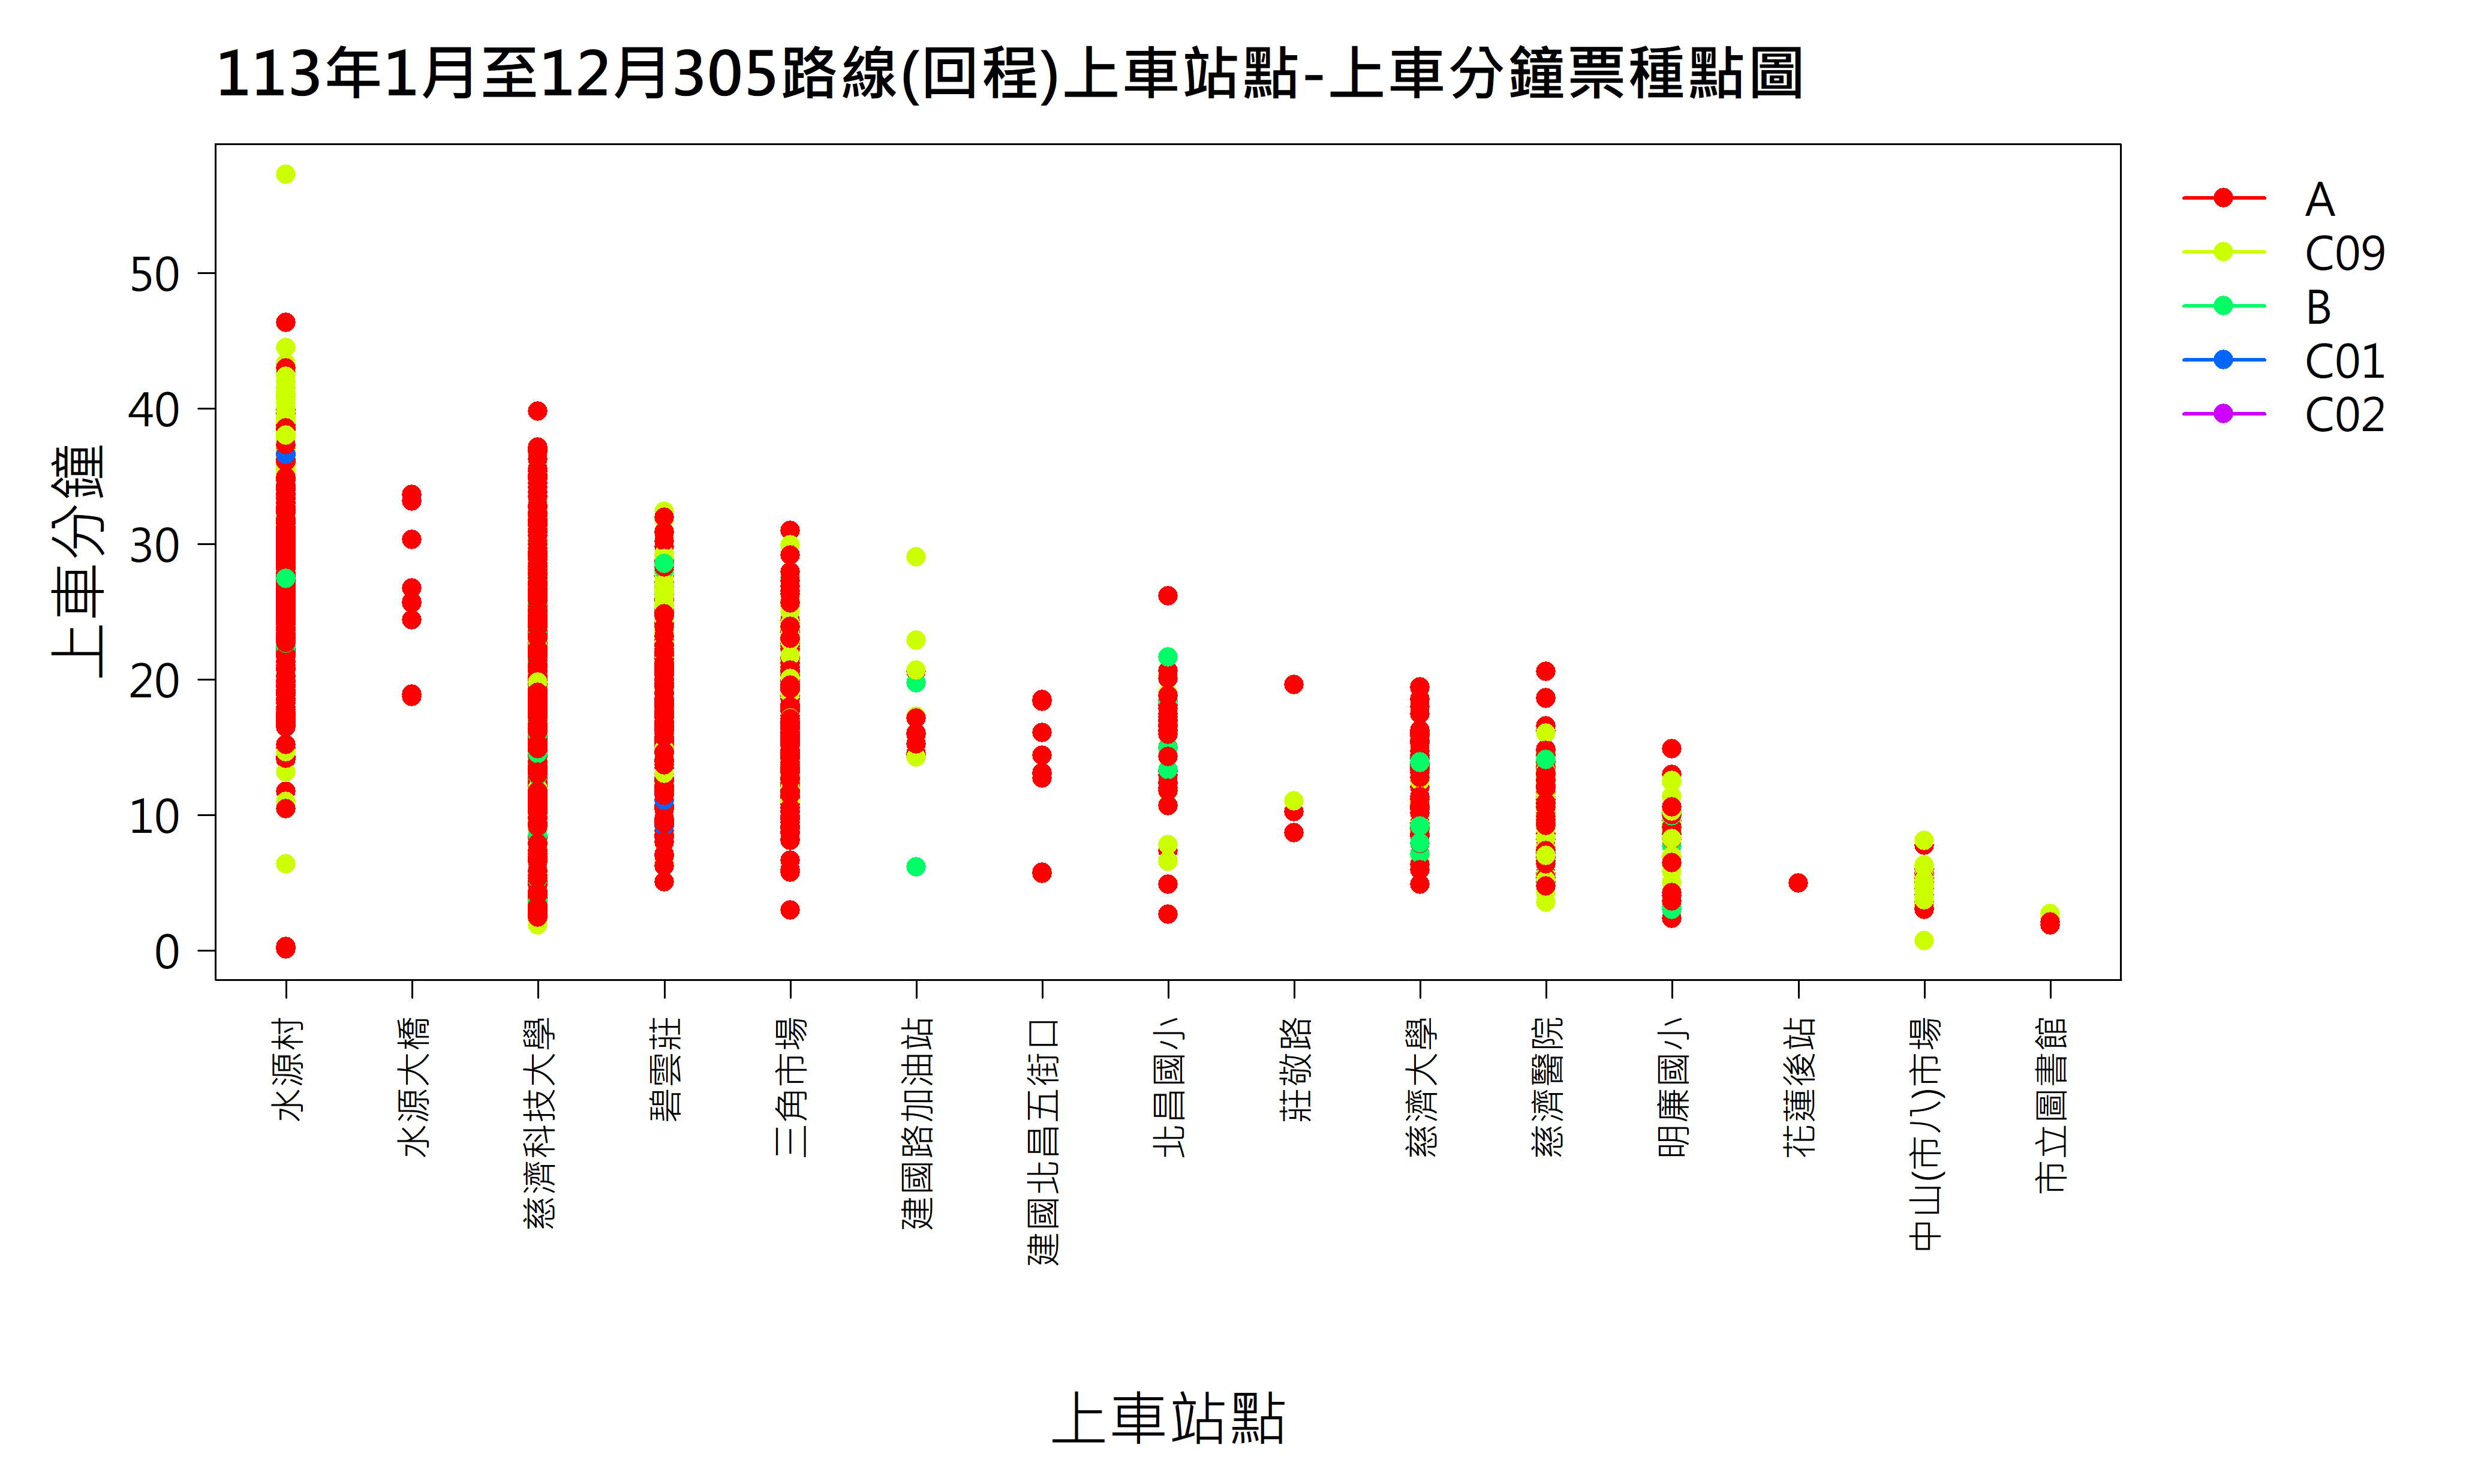 113年1月至12月305路線(回程)上車站點-上車分鐘票種點圖
A
C09
B
C01
C02
上車分鐘
50
40
30
20
10
0
水源村
水源大橋
慈濟科技大學
碧雲莊
三角市場
建國路加油站
建國北昌五街口
北昌國小
莊敬路
慈濟大學
慈濟醫院
明廉國小
花蓮後站
中山(市八)市場
市立圖書館
上車站點